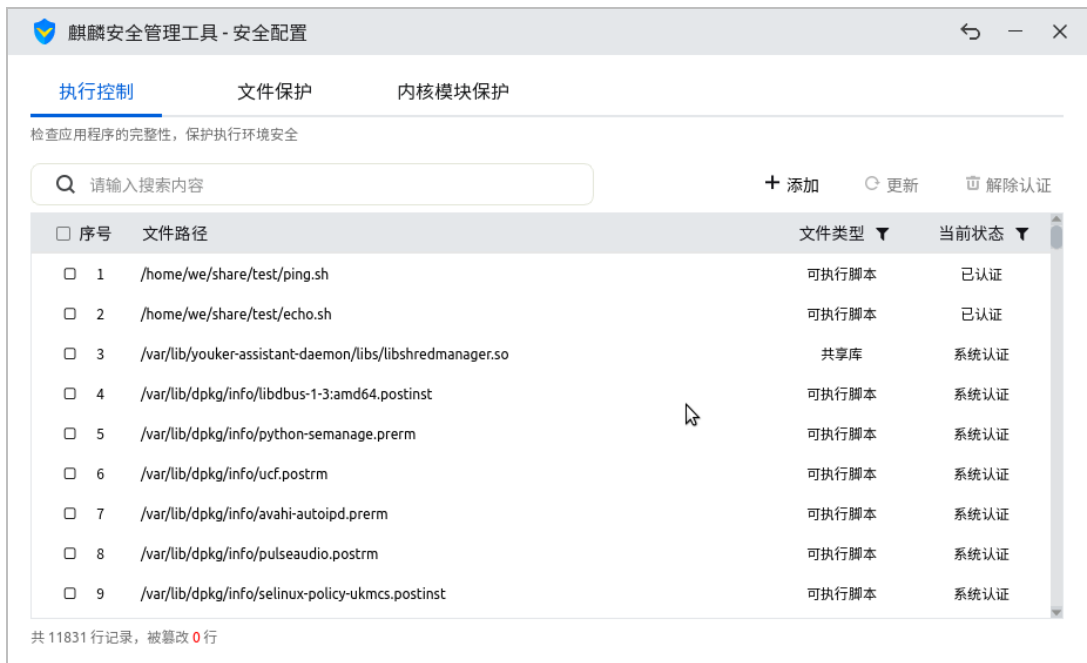 麒麟安全管理工具 - 安全配置
执行控制 文件保护 内核模块保护
检查应用程序的完整性，保护执行环境安全
请输入搜索内容 + 添加 更新 解除认证
序号 文件路径 文件类型 当前状态
1 /home/we/share/test/ping.sh 可执行脚本 已认证
2 /home/we/share/test/echo.sh 可执行脚本 已认证
3 /var/lib/youker-assistant-daemon/libs/libshredmanager.so 共享库 系统认证
4 /var/lib/dpkg/info/libdbus-1-3:amd64.postinst 可执行脚本 系统认证
5 /var/lib/dpkg/info/python-semanage.prerm 可执行脚本 系统认证
6 /var/lib/dpkg/info/ucf.postrm 可执行脚本 系统认证
7 /var/lib/dpkg/info/avahi-autoipd.prerm 可执行脚本 系统认证
8 /var/lib/dpkg/info/pulseaudio.postrm 可执行脚本 系统认证
9 /var/lib/dpkg/info/selinux-policy-ukmcs.postinst 可执行脚本 系统认证
共 11831 行记录，被篡改 0 行